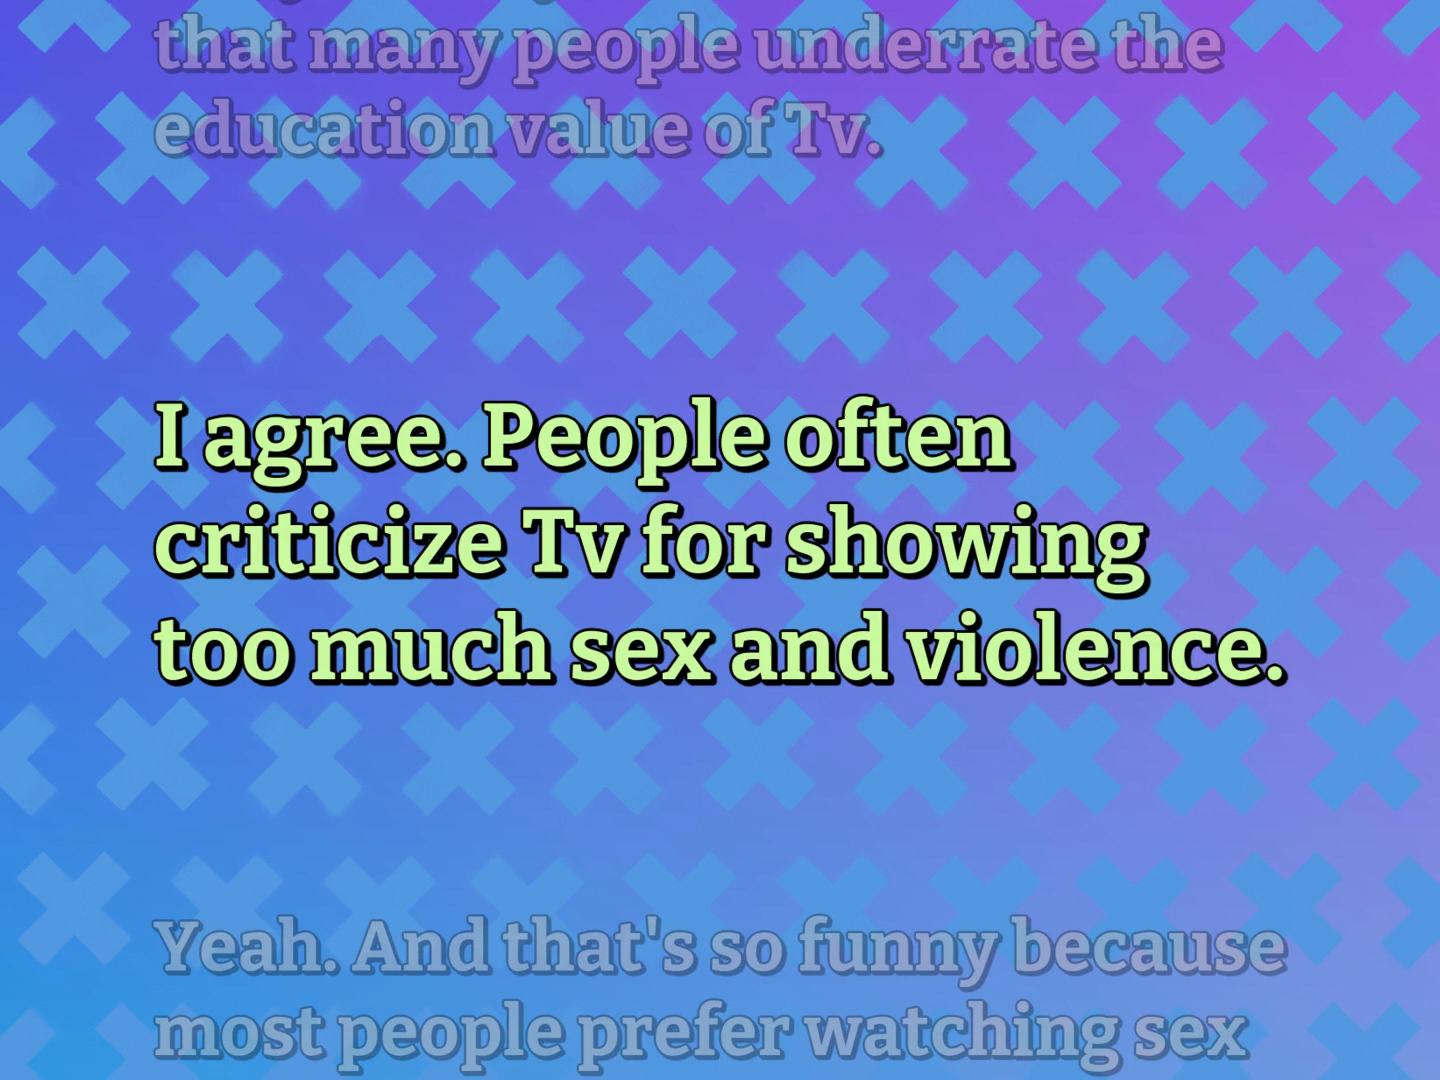 that many people underrate the
education value of Tv.
I agree. People often
criticize Tv for showing
too much sex and violence.
Yeah. And that's so funny because
most people prefer watching sex